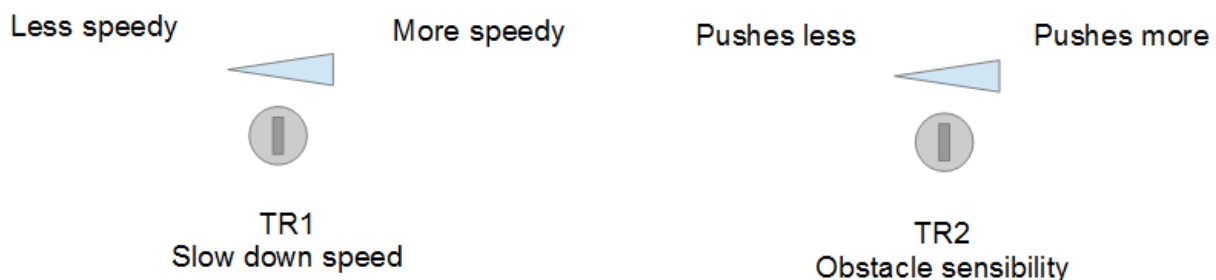 Less speedy
More speedy
TR1
Slow down speed
Pushes less
Pushes more
TR2
Obstacle sensibility